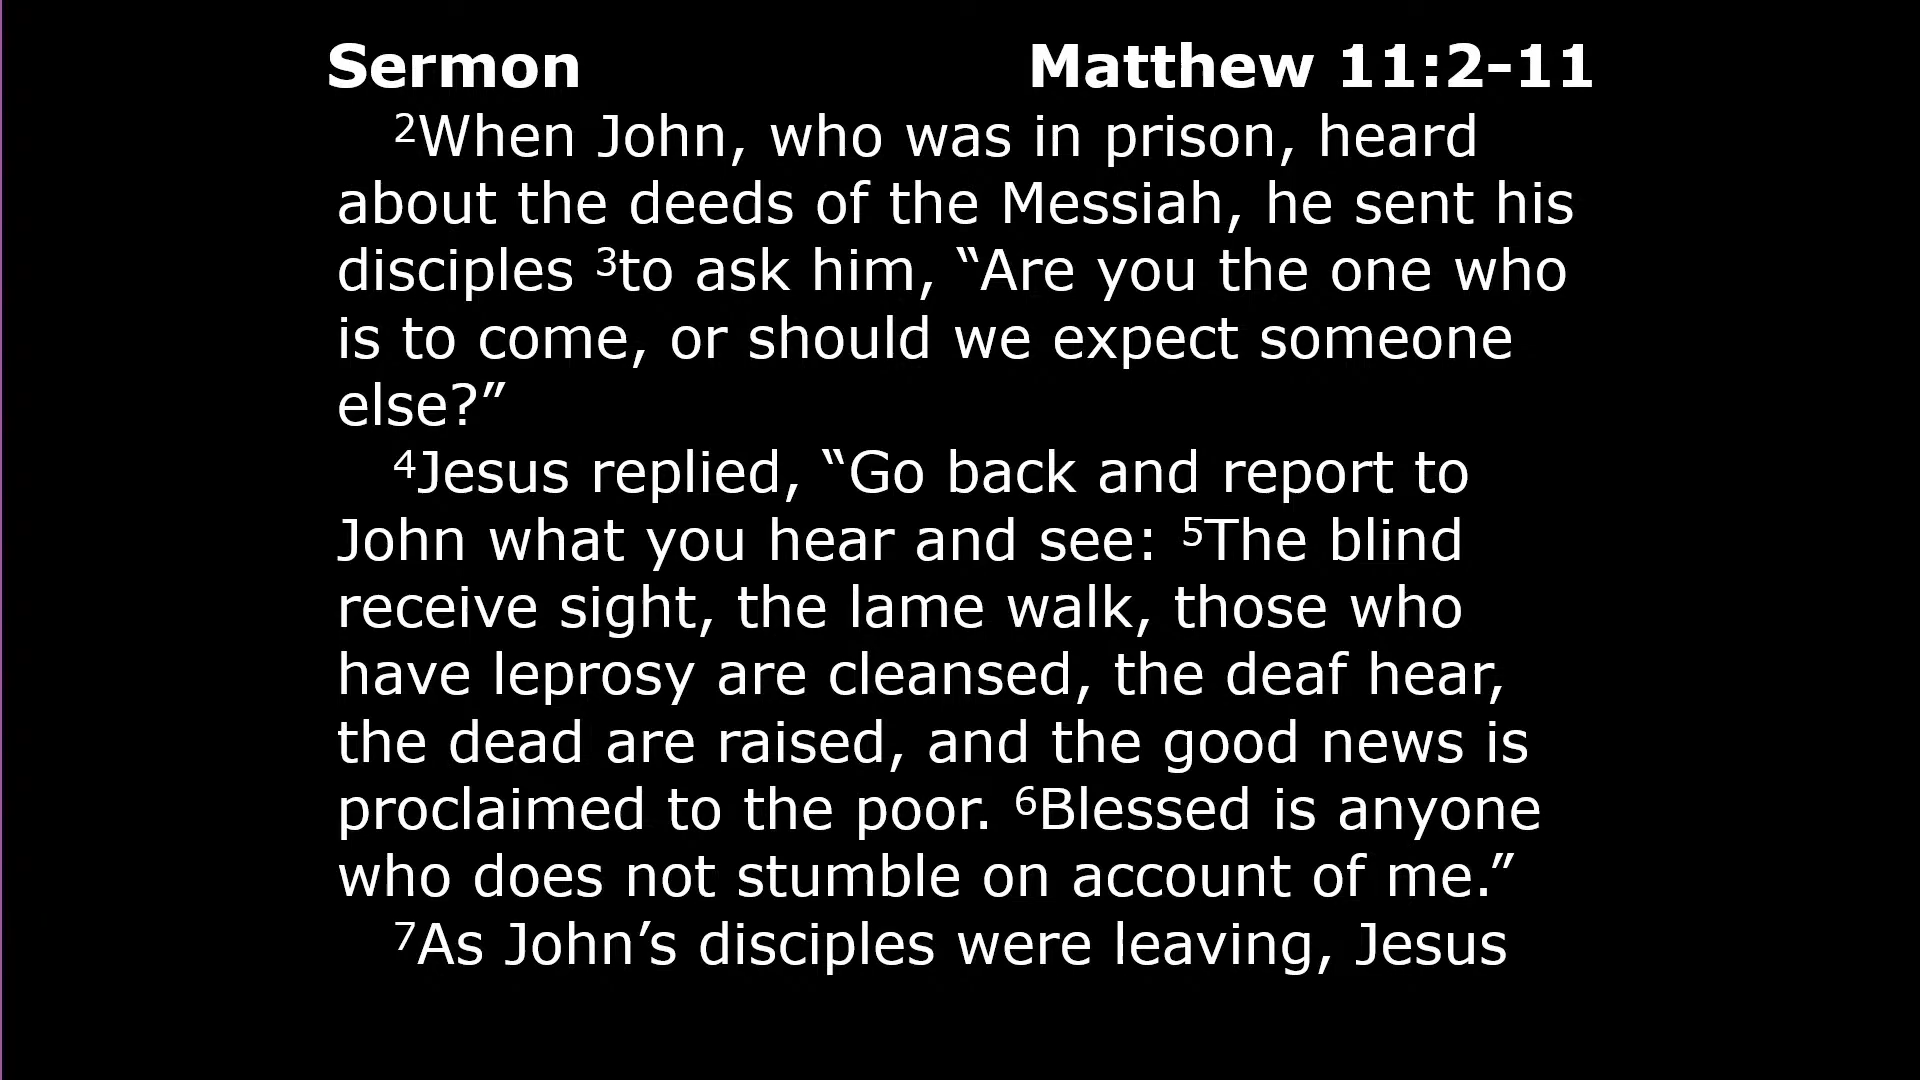 Sermon Matthew 11:2-11
²When John, who was in prison, heard
about the deeds of the Messiah, he sent his
disciples ³to ask him, “Are you the one who
is to come, or should we expect someone
else?”
⁴Jesus replied, “Go back and report to
John what you hear and see: ⁵The blind
receive sight, the lame walk, those who
have leprosy are cleansed, the deaf hear,
the dead are raised, and the good news is
proclaimed to the poor. ⁶Blessed is anyone
who does not stumble on account of me.”
⁷As John’s disciples were leaving, Jesus